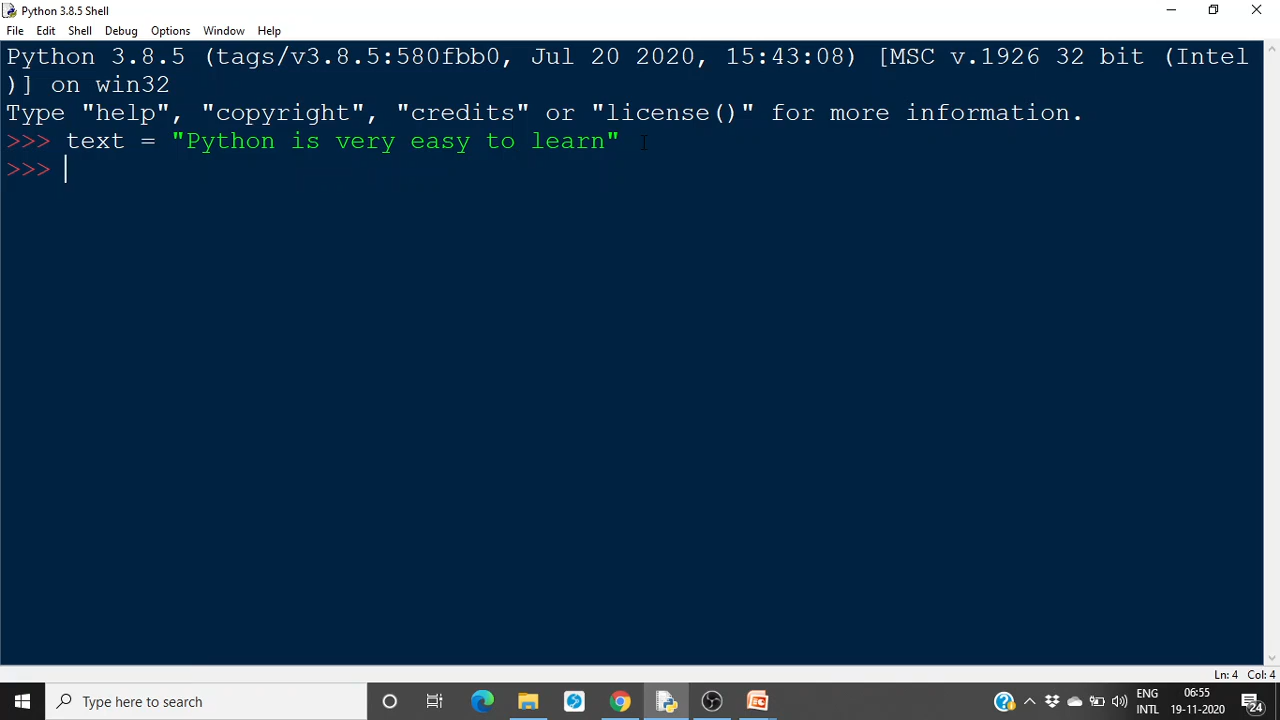 Python 3.8.5 Shell
File Edit Shell Debug Options Window Help
Python 3.8.5 (tags/v3.8.5:580fbb0, Jul 20 2020, 15:43:08) [MSC v.1926 32 bit (Intel
)] on win32
Type "help", "copyright", "credits" or "license()" for more information.
>>> text = "Python is very easy to learn"
>>>
Ln: 4 Col: 4
Type here to search
ENG 06:55
INTL 19-11-2020 24